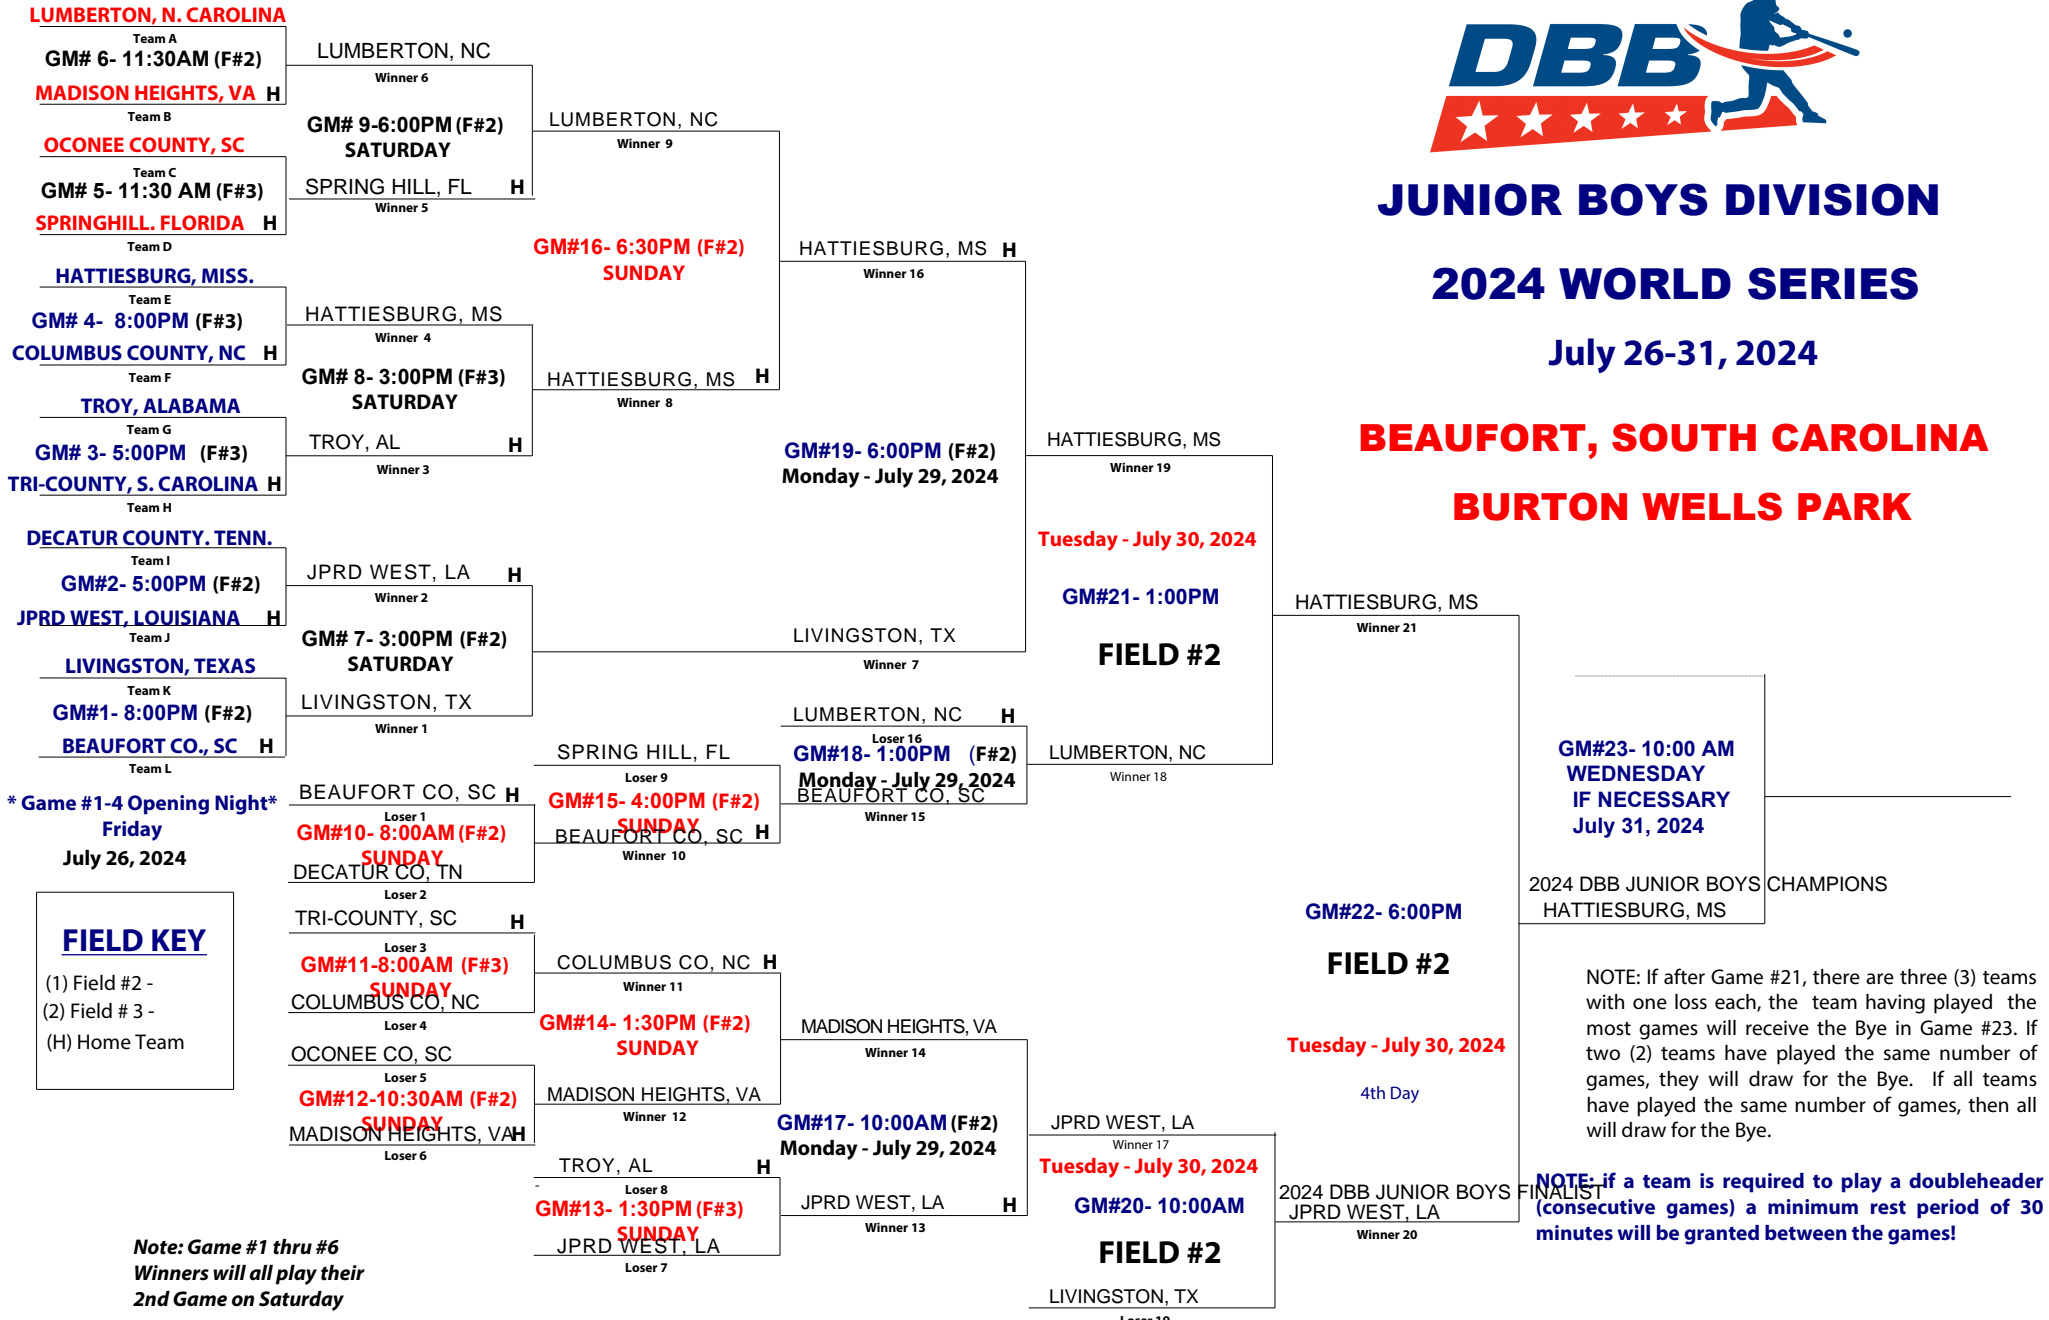 LUMBERTON, N. CAROLINA
Team A
GM# 6- 11:30AM (F#2)
MADISON HEIGHTS, VA H
Team B
OCONEE COUNTY, SC
Team C
GM# 5- 11:30 AM (F#3)
SPRINGHILL. FLORIDA H
Team D
HATTIESBURG, MISS.
Team E
GM# 4- 8:00PM (F#3)
COLUMBUS COUNTY, NC H
Team F
TROY, ALABAMA
Team G
GM# 3- 5:00PM (F#3)
TRI-COUNTY, S. CAROLINA H
Team H
DECATUR COUNTY. TENN.
Team I
GM#2- 5:00PM (F#2)
JPRD WEST, LOUISIANA H
Team J
LIVINGSTON, TEXAS
Team K
GM#1- 8:00PM (F#2)
BEAUFORT CO., SC H
Team L
* Game #1-4 Opening Night*
Friday
July 26, 2024
FIELD KEY
(1) Field #2 -
(2) Field # 3 -
(H) Home Team
Note: Game #1 thru #6
Winners will all play their
2nd Game on Saturday
LUMBERTON, NC
Winner 6
GM# 9-6:00PM (F#2)
SATURDAY
SPRING HILL, FL H
Winner 5
HATTIESBURG, MS
Winner 4
GM# 8- 3:00PM (F#3)
SATURDAY
TROY, AL H
Winner 3
JPRD WEST, LA H
Winner 2
GM# 7- 3:00PM (F#2)
SATURDAY
LIVINGSTON, TX
Winner 1
BEAUFORT CO, SC H
Loser 1
GM#10- 8:00AM (F#2)
SUNDAY
DECATUR CO, TN
Loser 2
TRI-COUNTY, SC H
Loser 3
GM#11-8:00AM (F#3)
SUNDAY
COLUMBUS CO, NC
Loser 4
OCONEE CO, SC
Loser 5
GM#12-10:30AM (F#2)
SUNDAY
MADISON HEIGHTS, VA H
Loser 6
LUMBERTON, NC
Winner 9
GM#16- 6:30PM (F#2)
SUNDAY
HATTIESBURG, MS H
Winner 8
SPRING HILL, FL
Loser 9
GM#15- 4:00PM (F#2)
SUNDAY
BEAUFORT CO, SC H
Winner 10
COLUMBUS CO, NC H
Winner 11
GM#14- 1:30PM (F#2)
SUNDAY
MADISON HEIGHTS, VA
Winner 12
TROY, AL H
-
Loser 8
GM#13- 1:30PM (F#3)
SUNDAY
JPRD WEST, LA
Loser 7
HATTIESBURG, MS H
Winner 16
GM#19- 6:00PM (F#2)
Monday - July 29, 2024
LIVINGSTON, TX
Winner 7
LUMBERTON, NC H
Loser 16
GM#18- 1:00PM (F#2)
Monday - July 29, 2024
BEAUFORT CO, SC
Winner 15
MADISON HEIGHTS, VA
Winner 14
GM#17- 10:00AM (F#2)
Monday - July 29, 2024
JPRD WEST, LA H
Winner 13
HATTIESBURG, MS
Winner 19
Tuesday - July 30, 2024
GM#21- 1:00PM
FIELD #2
LUMBERTON, NC
Winner 18
JPRD WEST, LA
Winner 17
Tuesday - July 30, 2024
GM#20- 10:00AM
FIELD #2
LIVINGSTON, TX
Loser 19
HATTIESBURG, MS
Winner 21
GM#22- 6:00PM
FIELD #2
Tuesday - July 30, 2024
4th Day
2024 DBB JUNIOR BOYS FINALIST
JPRD WEST, LA
Winner 20
DBB
JUNIOR BOYS DIVISION
2024 WORLD SERIES
July 26-31, 2024
BEAUFORT, SOUTH CAROLINA
BURTON WELLS PARK
GM#23- 10:00 AM
WEDNESDAY
IF NECESSARY
July 31, 2024
2024 DBB JUNIOR BOYS CHAMPIONS
HATTIESBURG, MS
NOTE: If after Game #21, there are three (3) teams
with one loss each, the team having played the
most games will receive the Bye in Game #23. If
two (2) teams have played the same number of
games, they will draw for the Bye. If all teams
have played the same number of games, then all
will draw for the Bye.
NOTE: if a team is required to play a doubleheader
(consecutive games) a minimum rest period of 30
minutes will be granted between the games!